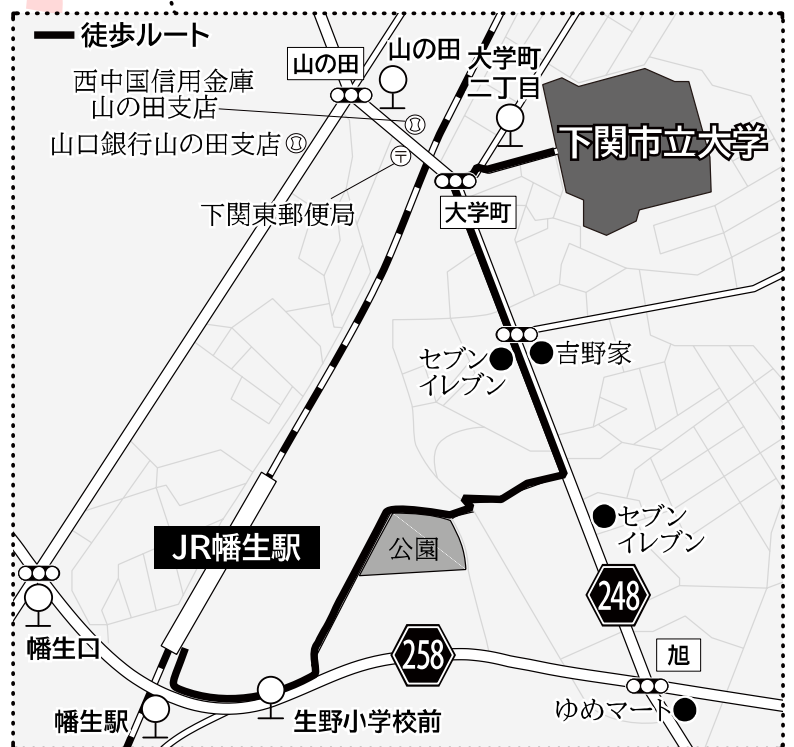 徒歩ルート
山の田
山の田
大学町
二丁目
西中国信用金庫
山の田支店
山口銀行山の田支店
下関市立大学
〒
大学町
下関東郵便局
セブン
イレブン
吉野家
セブン
イレブン
JR幡生駅
公園
248
幡生口
258
旭
幡生駅
生野小学校前
ゆめマート